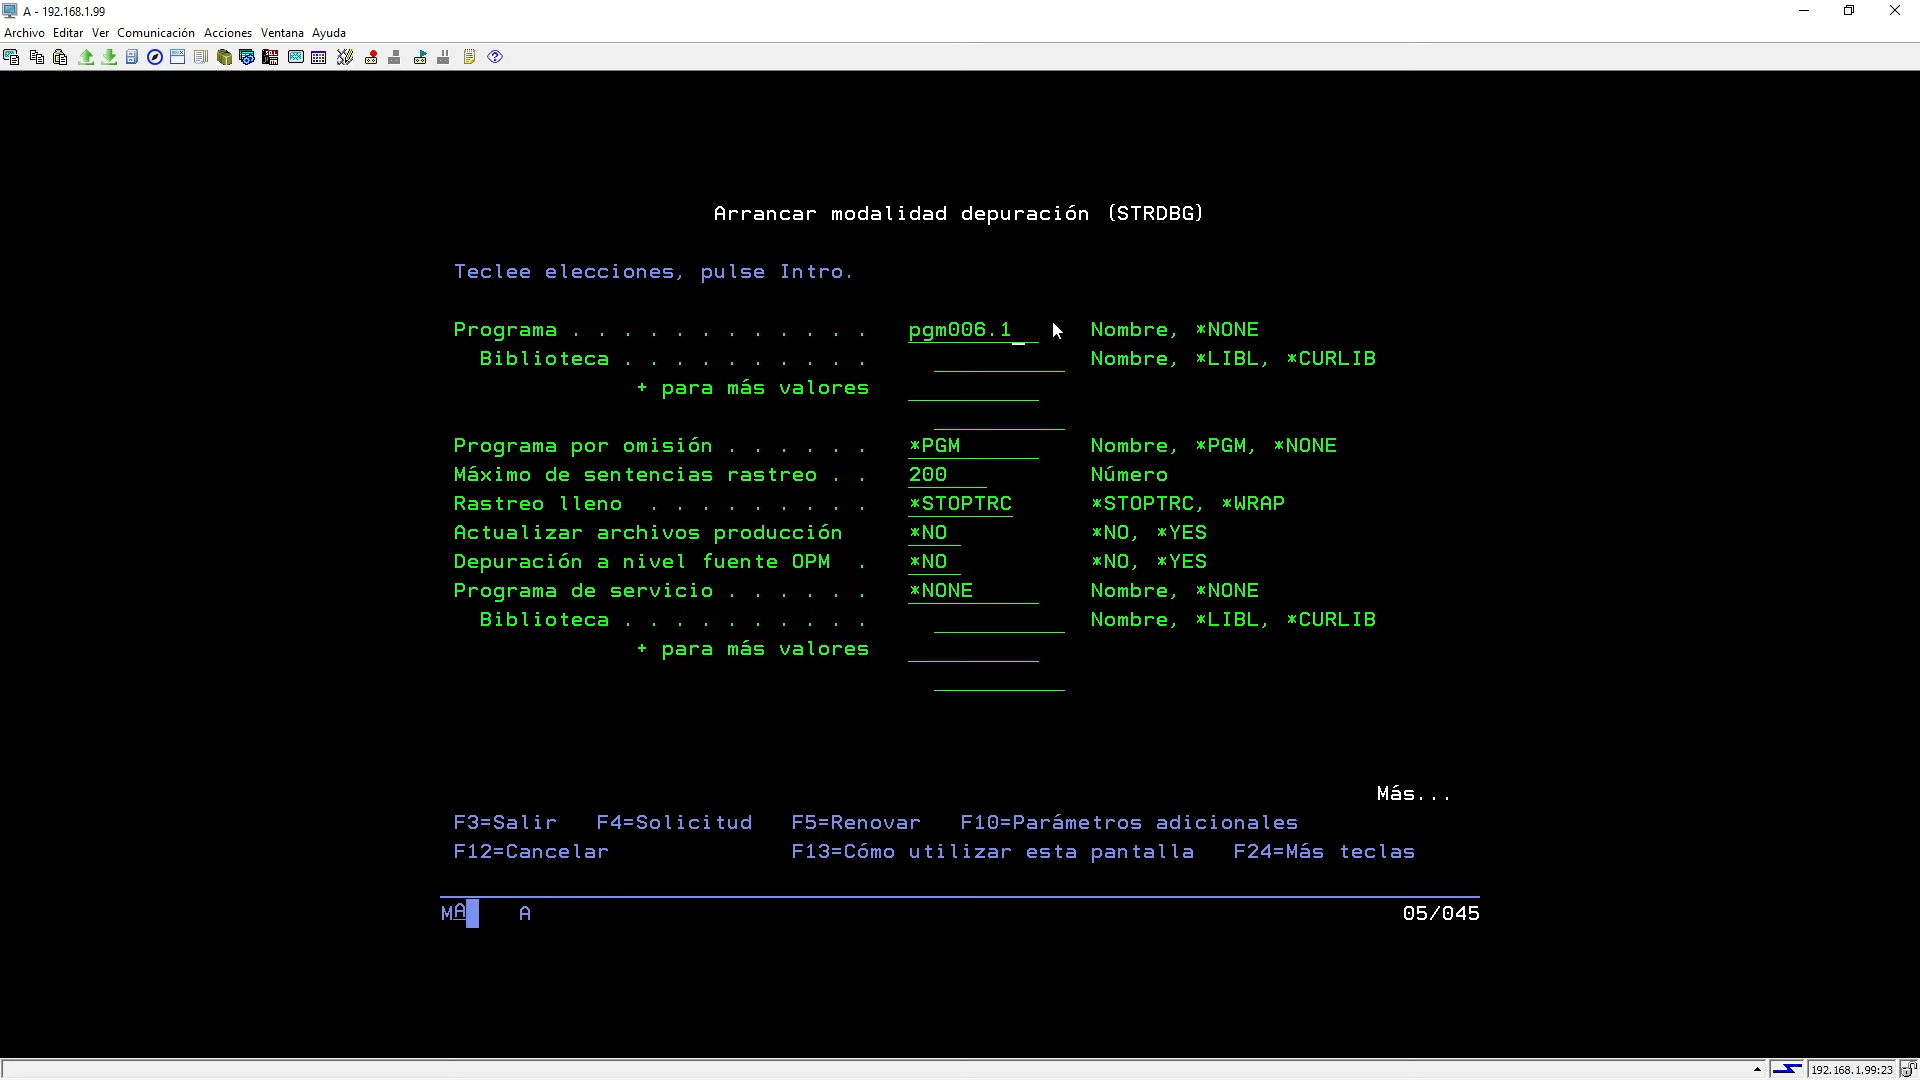 A - 192.168.1.99
Archivo Editar Ver Comunicación Acciones Ventana Ayuda
Arrancar modalidad depuración (STRDBG)
Teclee elecciones, pulse Intro.
Programa . . . . . . . . . . . . pgm006.1_ Nombre, *NONE
Biblioteca . . . . . . . . . . Nombre, *LIBL, *CURLIB
+ para más valores
Programa por omisión . . . . . . *PGM Nombre, *PGM, *NONE
Máximo de sentencias rastreo . . 200 Número
Rastreo lleno . . . . . . . . . *STOPTRC *STOPTRC, *WRAP
Actualizar archivos producción *NO *NO, *YES
Depuración a nivel fuente OPM . *NO *NO, *YES
Programa de servicio . . . . . . *NONE Nombre, *NONE
Biblioteca . . . . . . . . . . Nombre, *LIBL, *CURLIB
+ para más valores
Más...
F3=Salir F4=Solicitud F5=Renovar F10=Parámetros adicionales
F12=Cancelar F13=Cómo utilizar esta pantalla F24=Más teclas
MA A 05/045
192.168.1.99:23